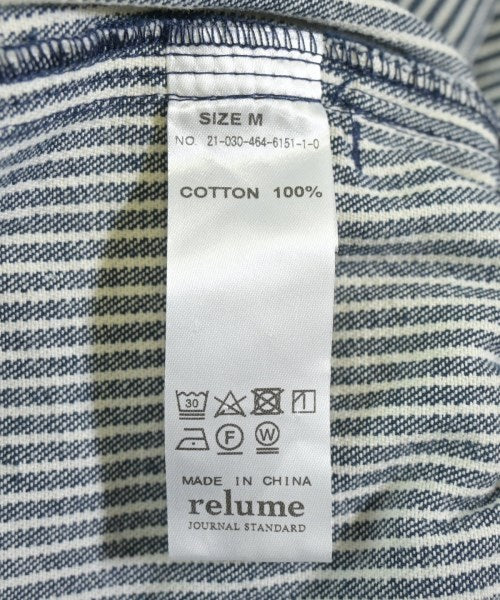 SIZE M
NO. 21-030-464-6151-1-0
COTTON 100%
30
F W
MADE IN CHINA
relume
JOURNAL STANDARD